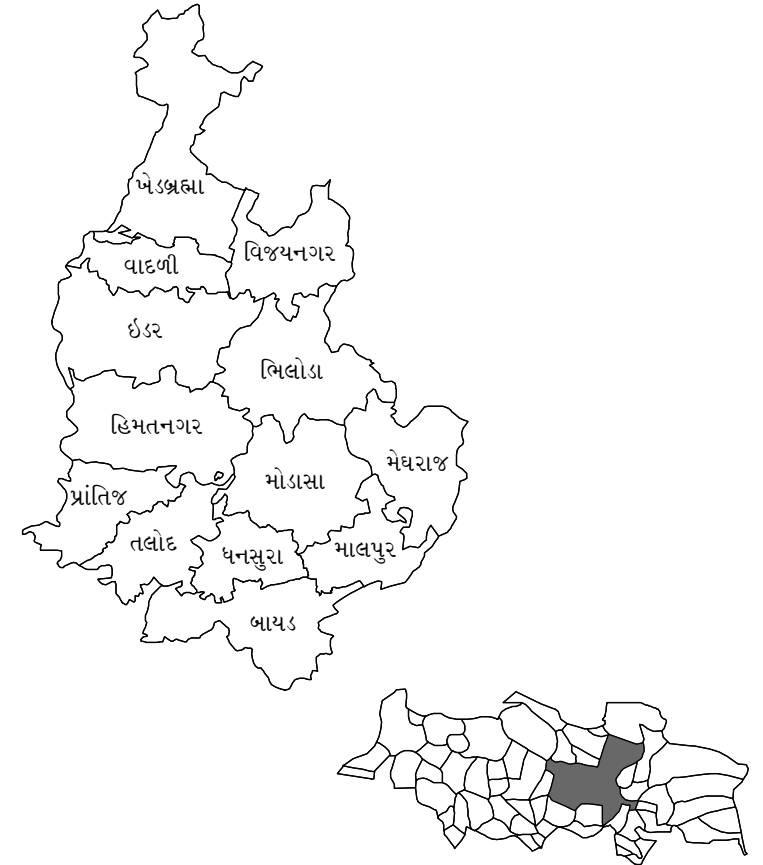 ખેડબ્રહ્મા
વિજયનગર
વાદળી
ઇડર
ભિલોડા
હિમતનગર
મેઘરાજ
મોડાસા
પ્રાંતિજ
તલોદ
ધનસુરા
માલપુર
બાયડ